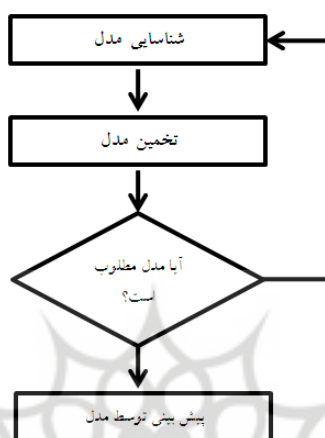 شناسایی مدل
تخمین مدل
آیا مدل مطلوب
است؟
پیش بینی توسط مدل